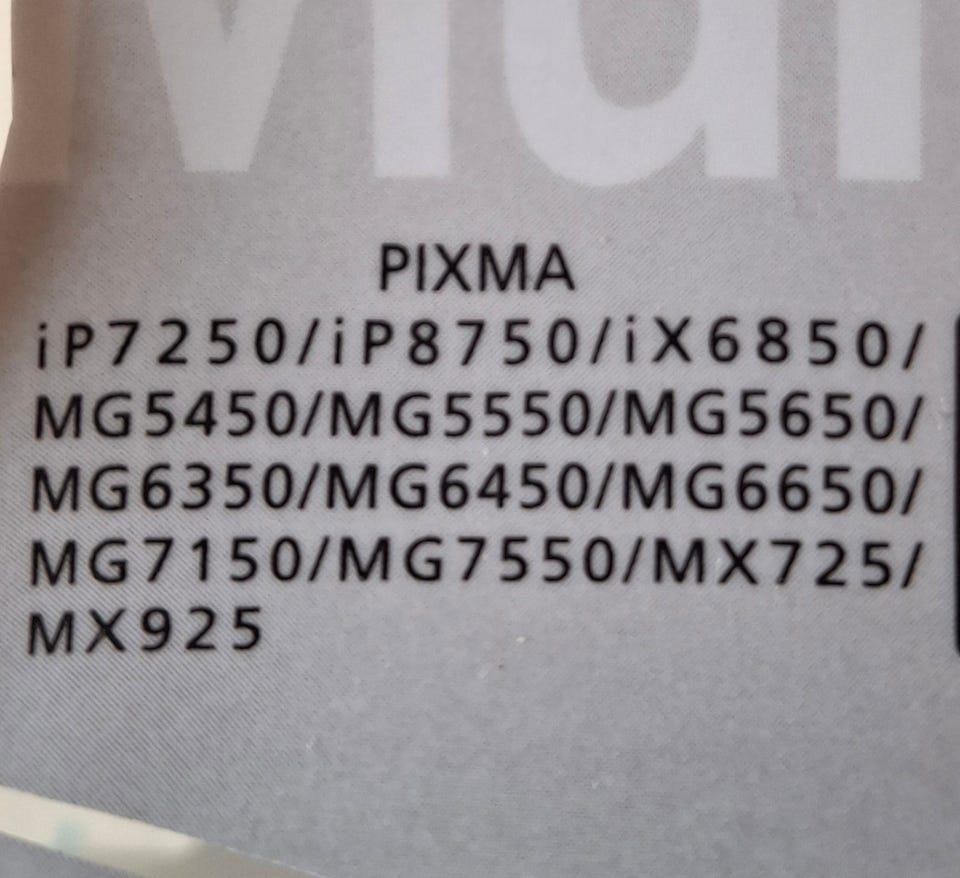 PIXMA
iP7250/iP8750/iX6850/
MG5450/MG5550/MG5650/
MG6350/MG6450/MG6650/
MG7150/MG7550/MX725/
MX925